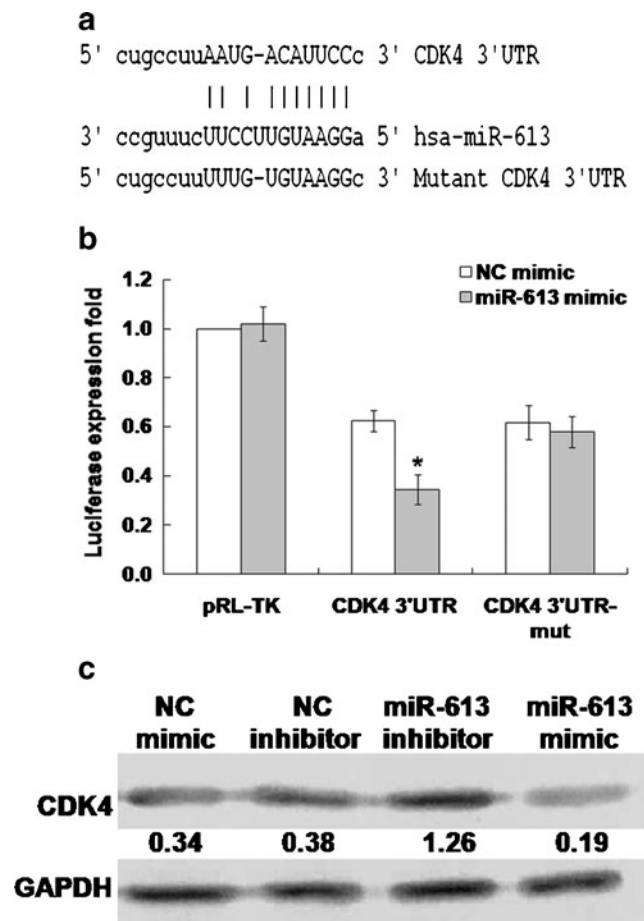 a
5' cugccuuAAUG-ACAUUCCc 3' CDK4 3'UTR
3' ccguuucUUCCUUGUAAGGa 5' hsa-miR-613
5' cugccuuUUUG-UGUAAGGc 3' Mutant CDK4 3'UTR
b
NC mimic
miR-613 mimic
Luciferase expression fold
1.2
1.0
0.8
0.6
0.4
0.2
0.0
*
pRL-TK
CDK4 3'UTR
CDK4 3'UTR-
mut
c
NC mimic
NC inhibitor
miR-613 inhibitor
miR-613 mimic
CDK4
0.34 0.38 1.26 0.19
GAPDH